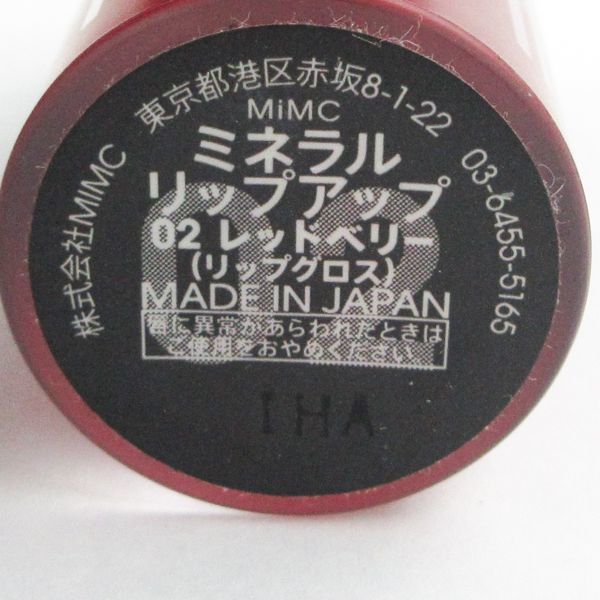 株式会社MIMC 東京都港区赤坂8-1-22 03-6455-5165
MiMC
ミネラル
リップアップ
02 レッドベリー
(リップグロス)
MADE IN JAPAN
傷に異常があらわれたときは
ご使用をおやめください
IHA
02